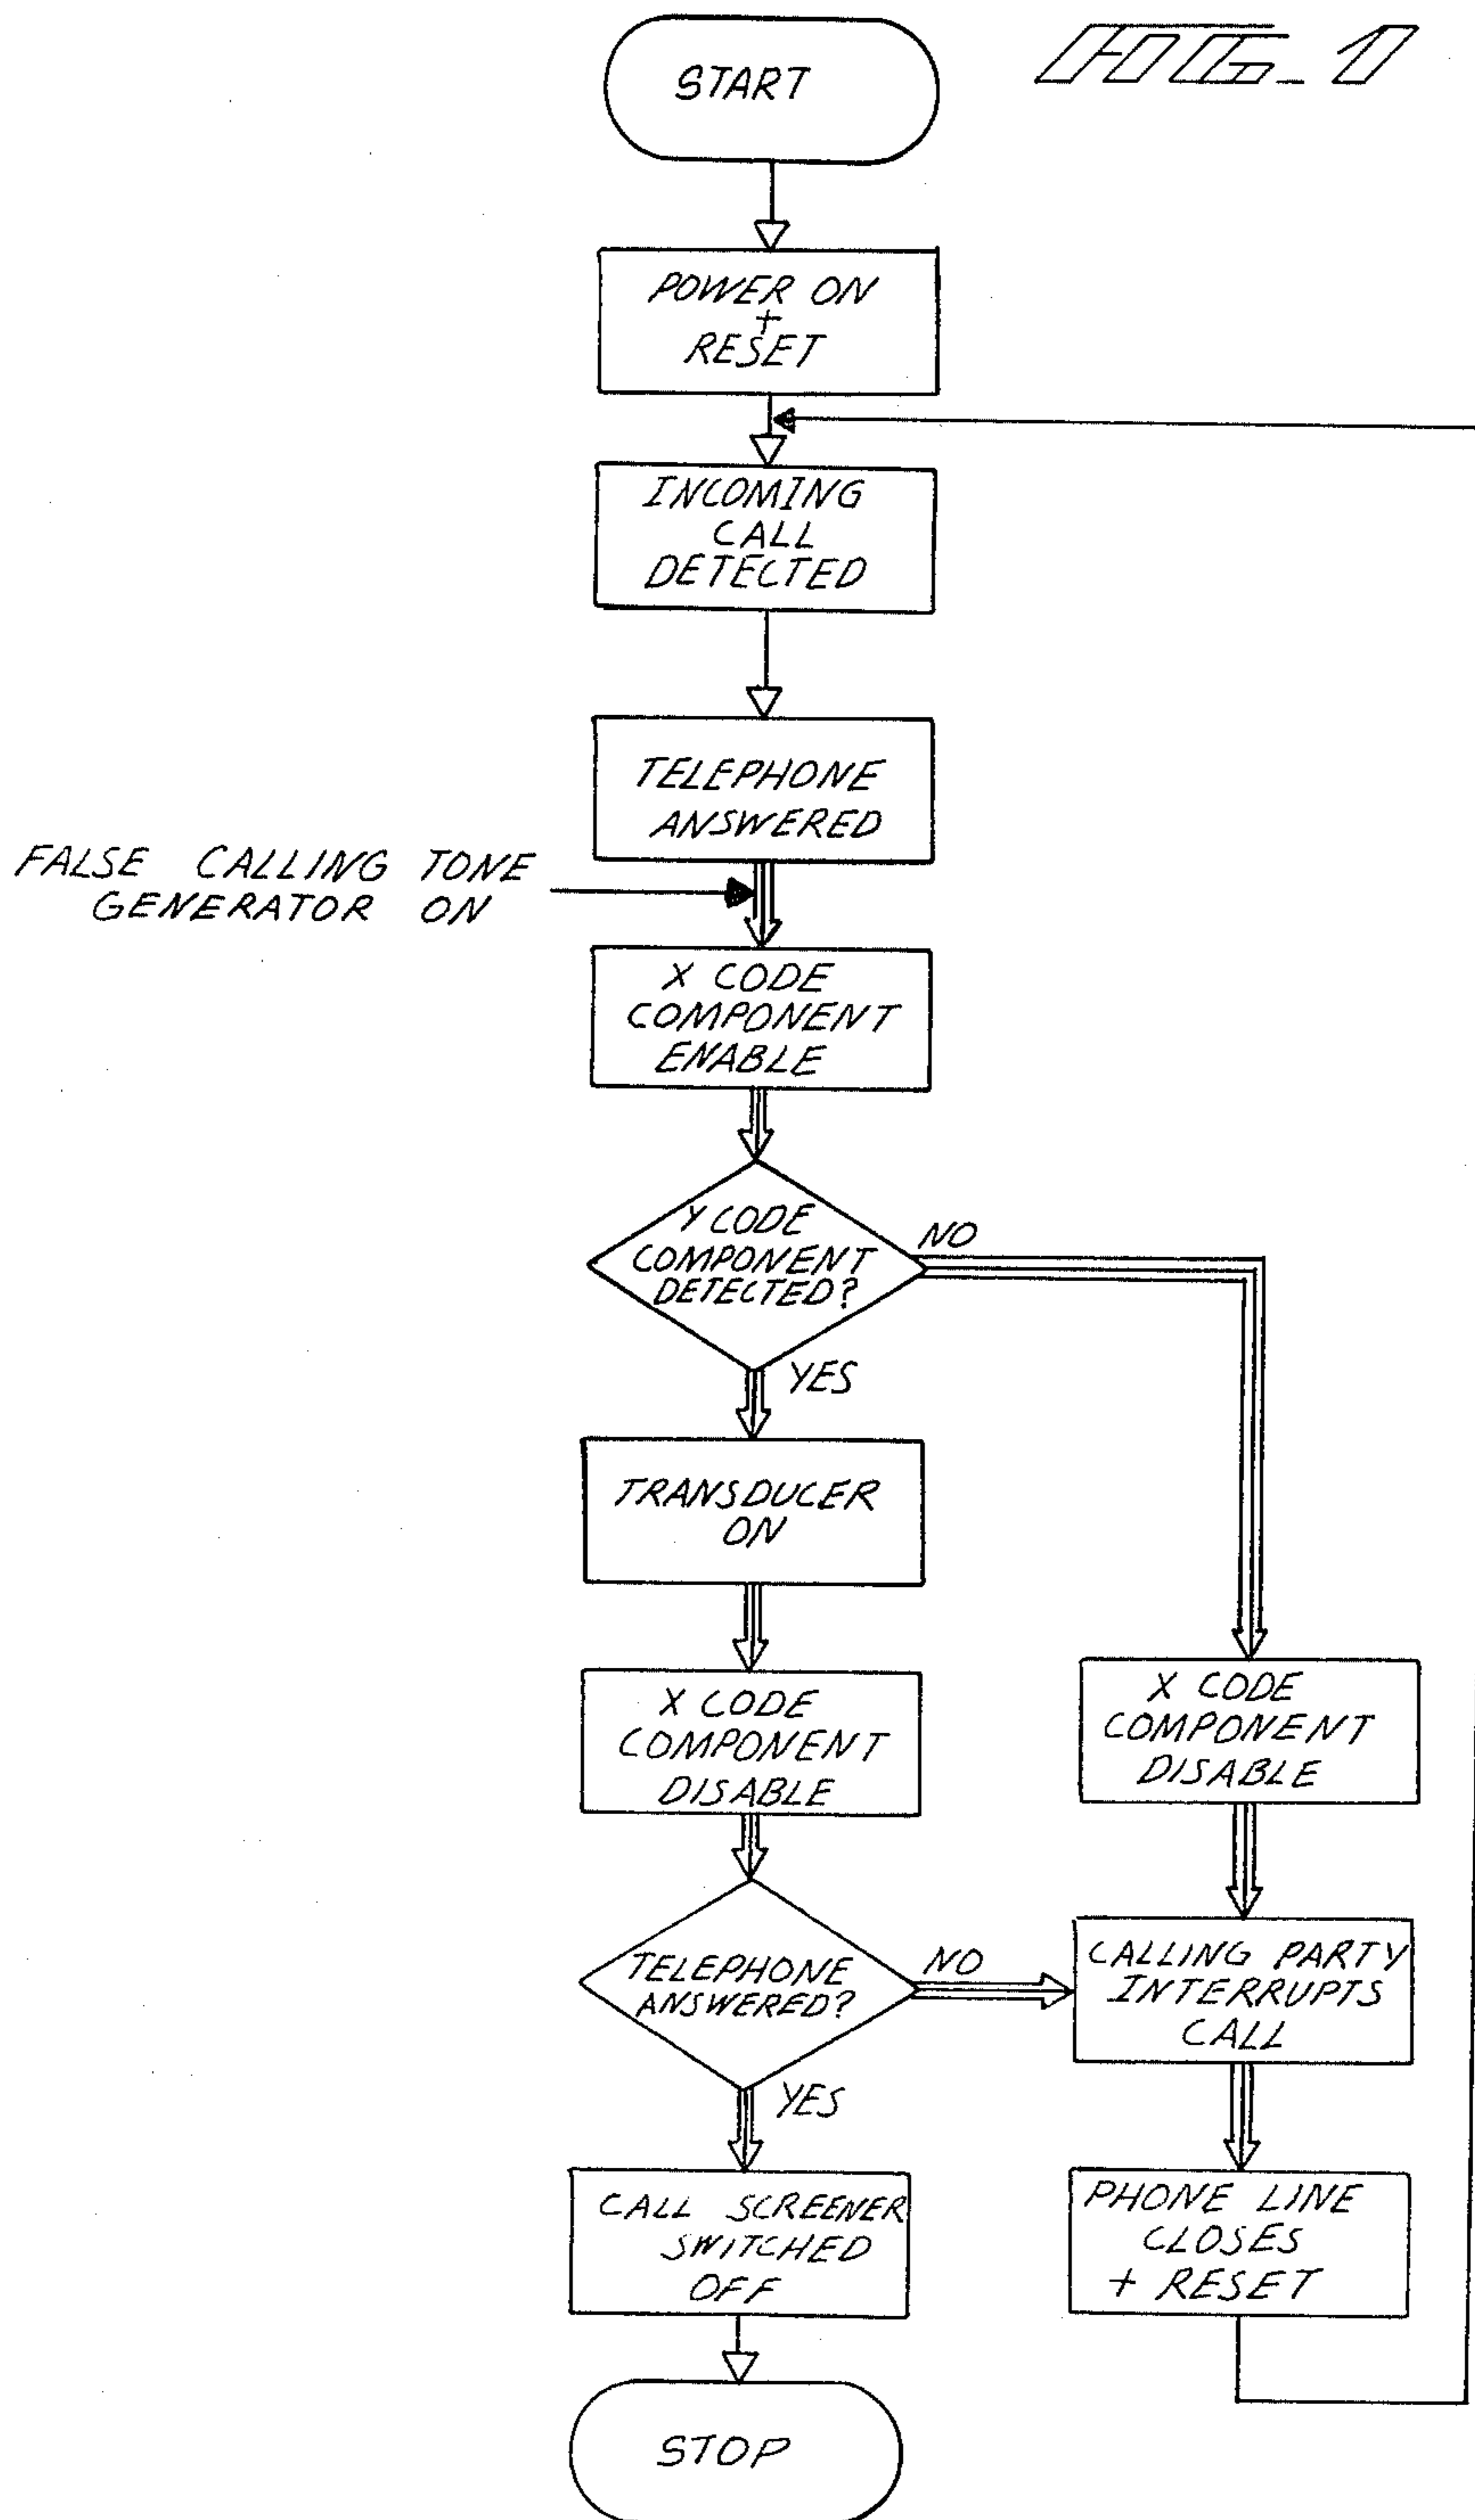 FIG. 1
START
POWER ON
+
RESET
INCOMING
CALL
DETECTED
TELEPHONE
ANSWERED
FALSE CALLING TONE
GENERATOR ON
X CODE
COMPONENT
ENABLE
Y CODE
COMPONENT
DETECTED?
NO
YES
TRANSDUCER
ON
X CODE
COMPONENT
DISABLE
X CODE
COMPONENT
DISABLE
TELEPHONE
ANSWERED?
NO
CALLING PARTY
INTERRUPTS
CALL
YES
CALL SCREENER
SWITCHED
OFF
PHONE LINE
CLOSES
+ RESET
STOP